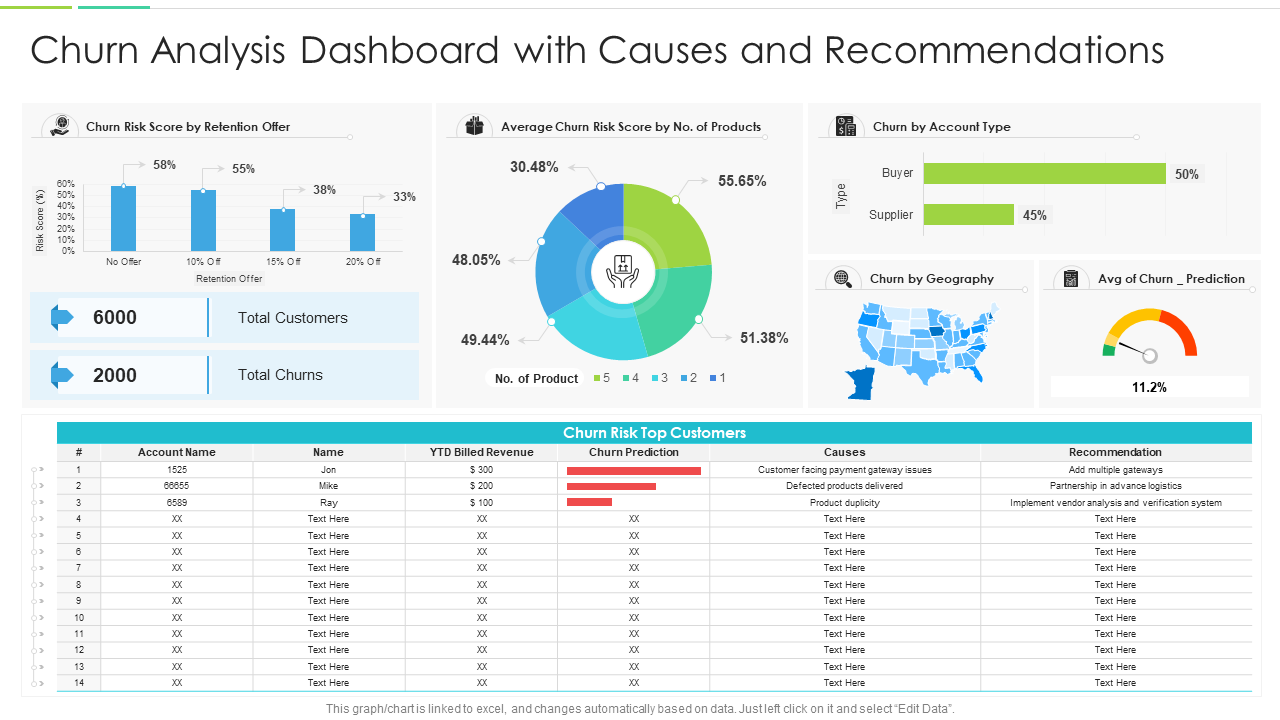 Churn Analysis Dashboard with Causes and Recommendations
Churn Risk Score by Retention Offer
58%
55%
38%
33%
Risk Score (%)
60%
50%
40%
30%
20%
10%
0%
No Offer 10% Off 15% Off 20% Off
Retention Offer
6000 Total Customers
2000 Total Churns
Average Churn Risk Score by No. of Products
30.48%
55.65%
48.05%
49.44%
51.38%
No. of Product 5 4 3 2 1
Churn by Account Type
Type
Buyer 50%
Supplier 45%
Churn by Geography
Avg of Churn _ Prediction
11.2%
Churn Risk Top Customers
# Account Name Name YTD Billed Revenue Churn Prediction Causes Recommendation
1 1525 Jon $ 300 Customer facing payment gateway issues Add multiple gateways
2 66655 Mike $ 200 Defected products delivered Partnership in advance logistics
3 6589 Ray $ 100 Product duplicity Implement vendor analysis and verification system
4 XX Text Here XX XX Text Here Text Here
5 XX Text Here XX XX Text Here Text Here
6 XX Text Here XX XX Text Here Text Here
7 XX Text Here XX XX Text Here Text Here
8 XX Text Here XX XX Text Here Text Here
9 XX Text Here XX XX Text Here Text Here
10 XX Text Here XX XX Text Here Text Here
11 XX Text Here XX XX Text Here Text Here
12 XX Text Here XX XX Text Here Text Here
13 XX Text Here XX XX Text Here Text Here
14 XX Text Here XX XX Text Here Text Here
This graph/chart is linked to excel, and changes automatically based on data. Just left click on it and select “Edit Data”.